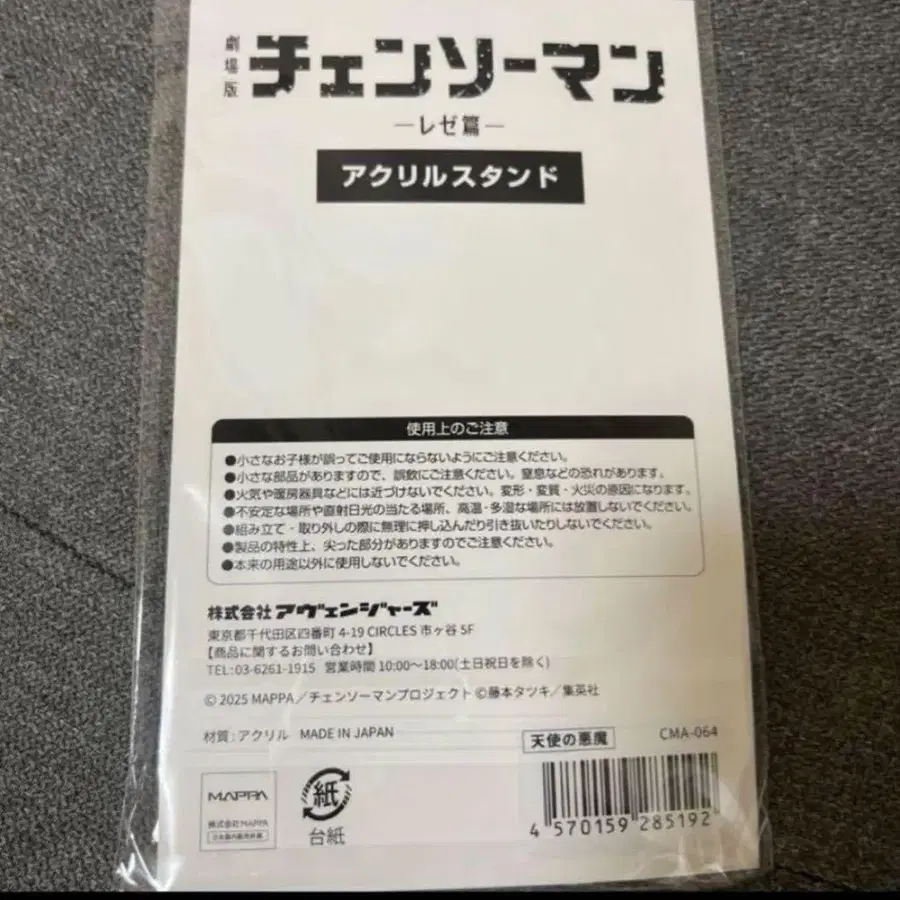 劇場版 チェンソーマン
―レゼ篇―
アクリルスタンド
使用上のご注意
●小さなお子様が誤ってご使用にならないようにご注意ください。
●小さな部品がありますので、誤飲にご注意ください。窒息などの恐れがあります。
●火気や暖房器具などには近づけないでください。変形・変質・火災の原因になります。
●不安定な場所や直射日光の当たる場所、高温・多湿な場所には放置しないでください。
●組み立て・取り外しの際に無理に押し込んだり引き抜いたりしないでください。
●製品の特性上、尖った部分がありますのでご注意ください。
●本来の用途以外に使用しないでください。
株式会社アヴェンジャーズ
東京都千代田区四番町 4-19 CIRCLES 市ヶ谷 5F
【商品に関するお問い合わせ】
TEL:03-6261-1915 営業時間 10:00〜18:00(土日祝日を除く)
© 2025 MAPPA／チェンソーマンプロジェクト ©藤本タツキ／集英社
材質:アクリル MADE IN JAPAN
天使の悪魔 CMA-064
MAPPA
株式会社MAPPA
日本国内販売許諾
紙
台紙
4 570159 285192